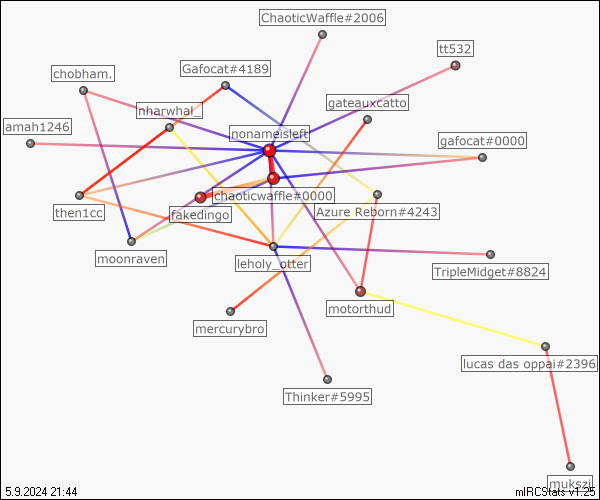 ChaoticWaffle#2006
tt532
chobham.
Gafocat#4189
gateauxcatto
nharwhal_
amah1246
nonameisleft
gafocat#0000
chaoticwaffle#0000
then1cc
fakedingo
Azure Reborn#4243
moonraven
leholy_otter
TripleMidget#8824
motorthud
mercurybro
lucas das oppai#2396
Thinker#5995
mukszi
5.9.2024 21:44
mIRCStats v1.25